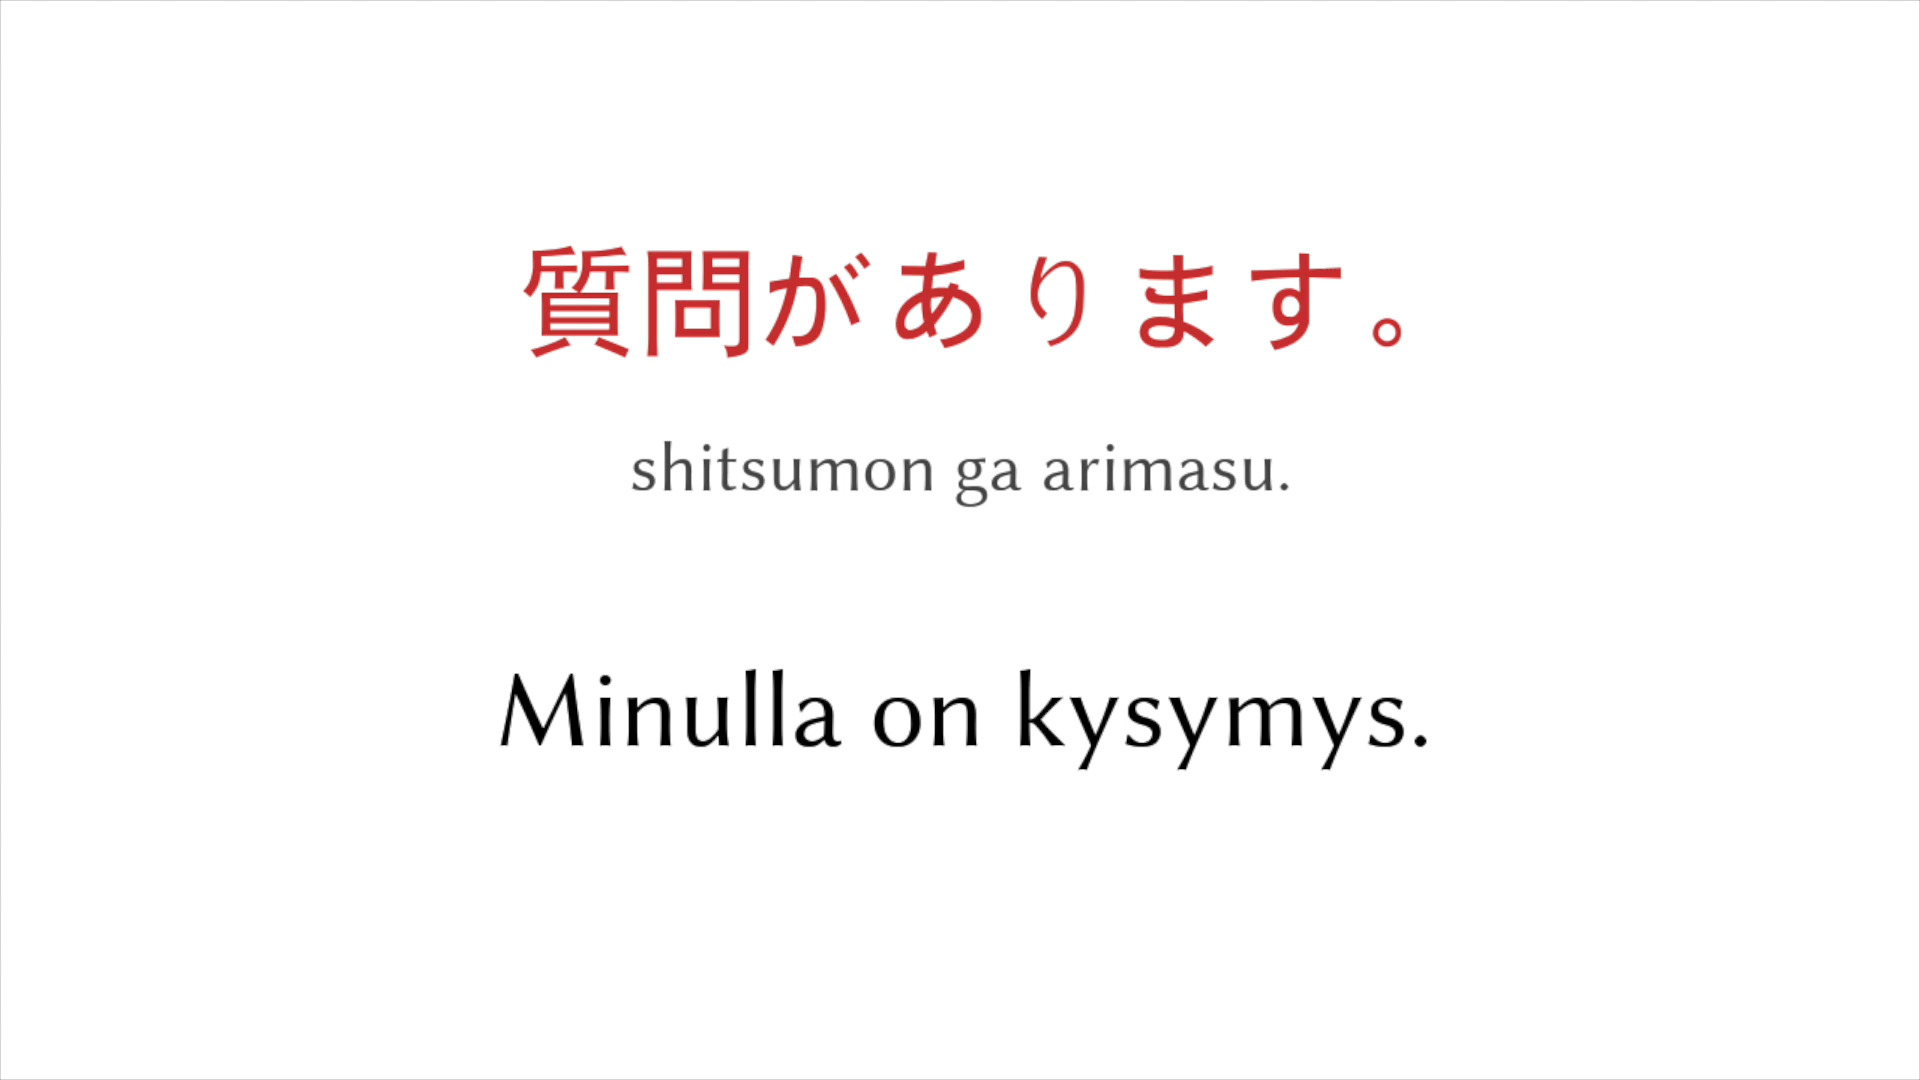 質問があります。
shitsumon ga arimasu.
Minulla on kysymys.